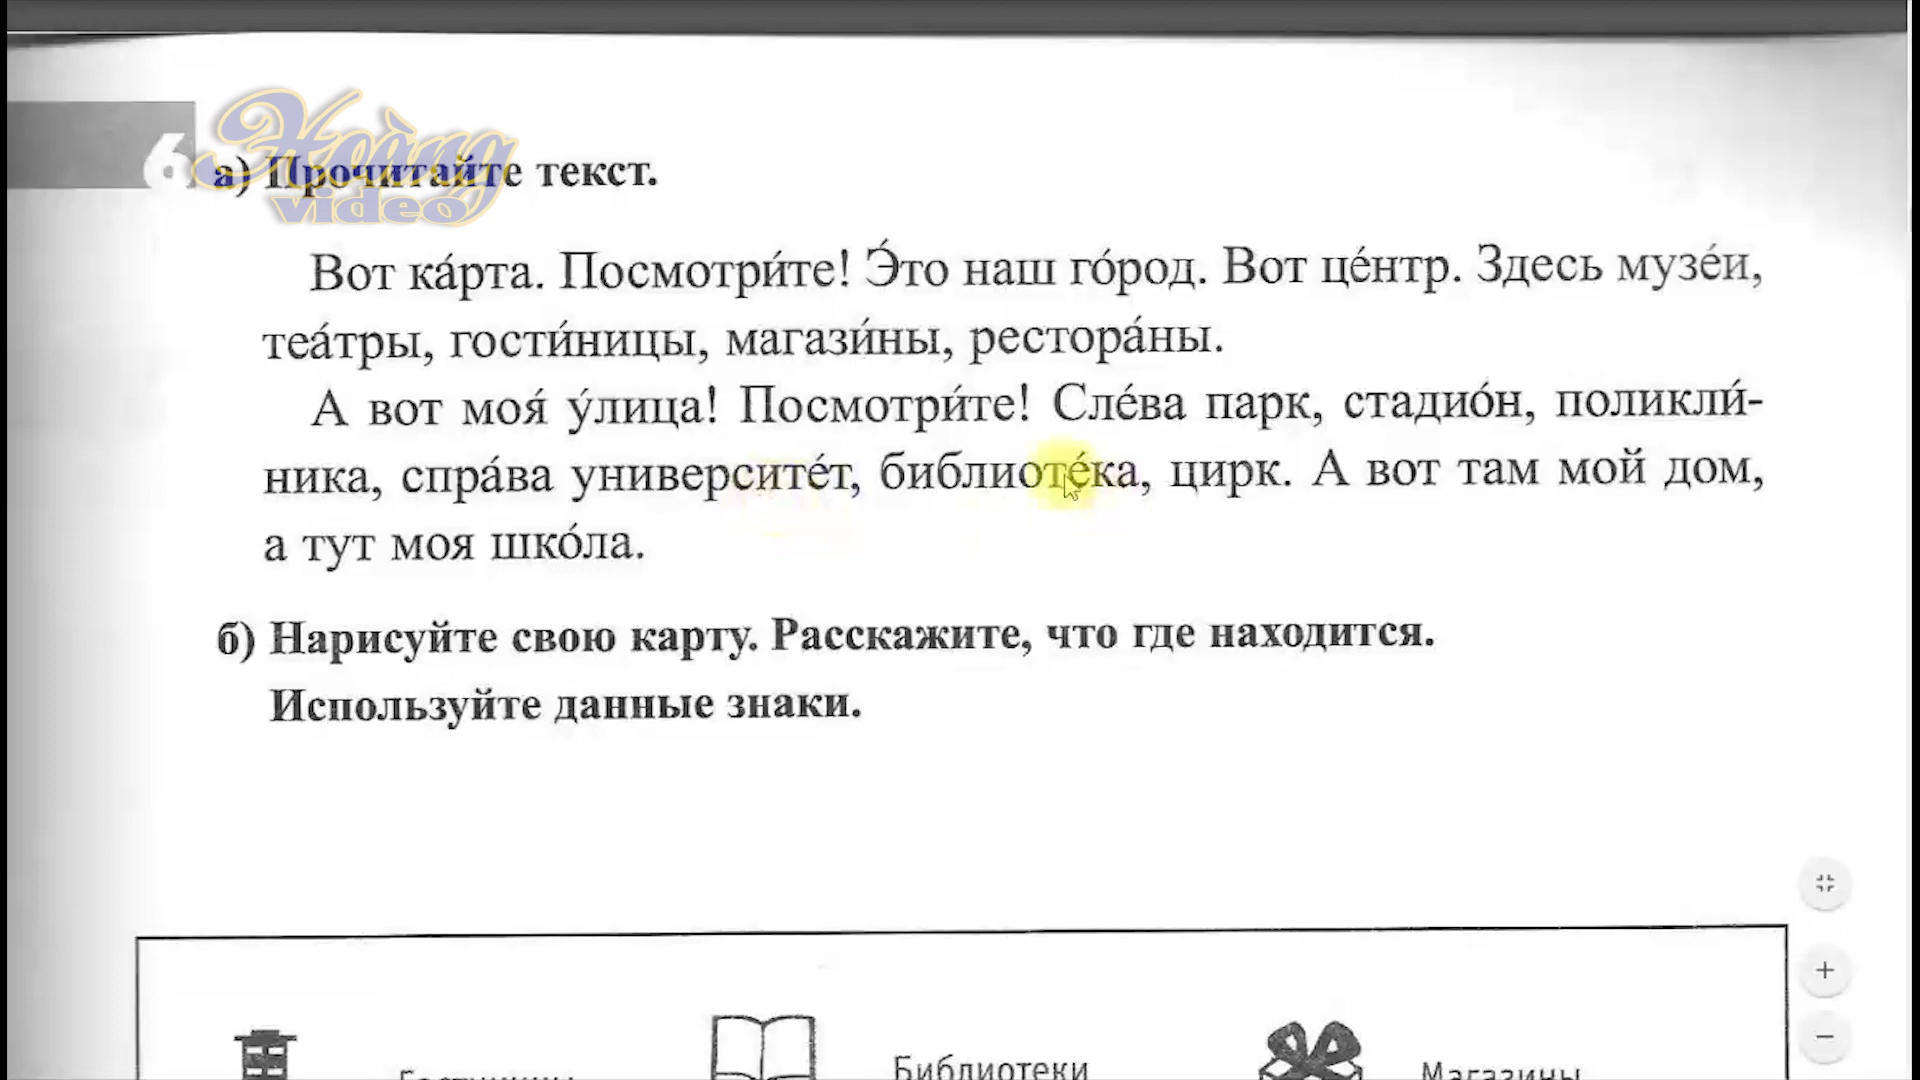 6
Hoàng
video
а) Прочитайте текст.
Вот ка́рта. Посмотри́те! Э́то наш го́род. Вот це́нтр. Здесь музе́и,
теа́тры, гости́ницы, магази́ны, рестора́ны.
А вот моя́ у́лица! Посмотри́те! Сле́ва парк, стадио́н, поликли́-
ника, спра́ва университе́т, библиоте́ка, цирк. А вот там мой дом,
а тут моя шко́ла.
б) Нарисуйте свою карту. Расскажите, что где находится.
Используйте данные знаки.
Библиотеки
Магазины